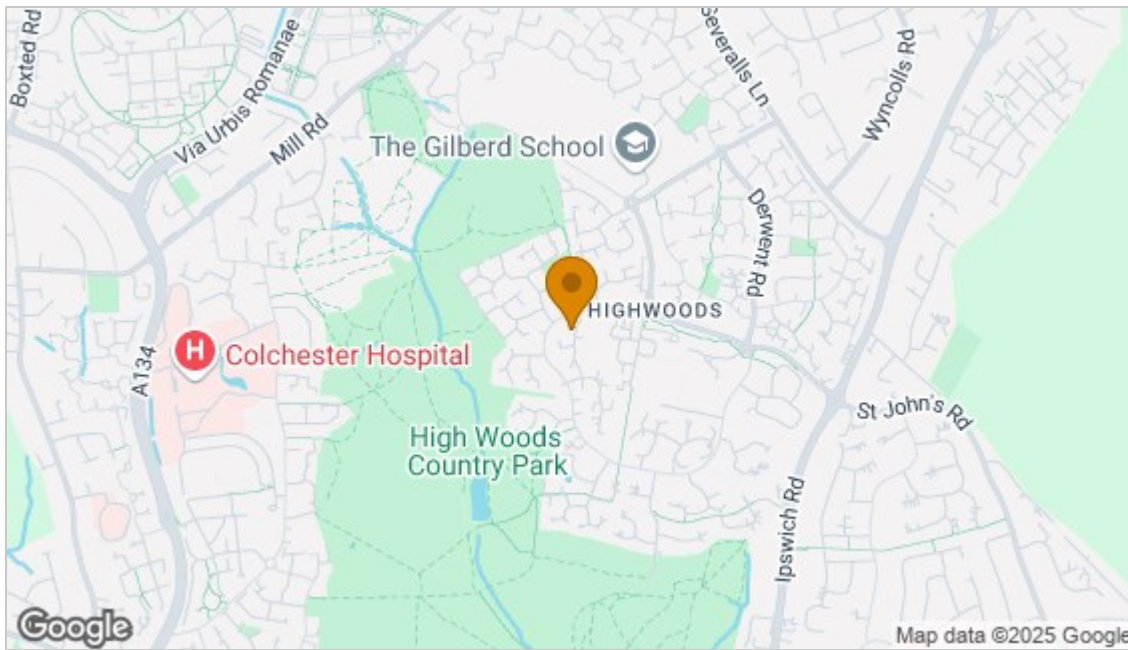 Boxted Rd
Via Urbis Romanae
Mill Rd
Severalls Ln
Wyncolls Rd
The Gilberd School
Derwent Rd
HIGHWOODS
H
Colchester Hospital
A134
St John's Rd
High Woods
Country Park
Ipswich Rd
Google
Map data ©2025 Google